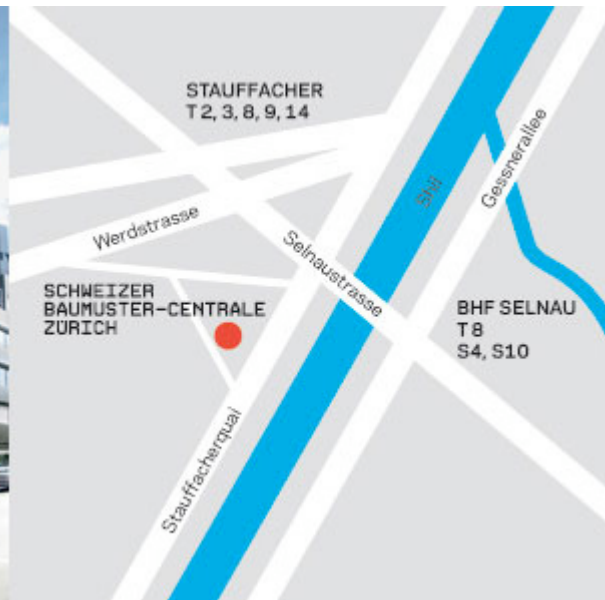 STAUFFACHER
T 2, 3, 8, 9, 14
Werdstrasse
Selnaustrasse
Sihl
Gessnerallee
SCHWEIZER
BAUMUSTER-CENTRALE
ZÜRICH
BHF SELNAU
T 8
S4, S10
Stauffacherquai